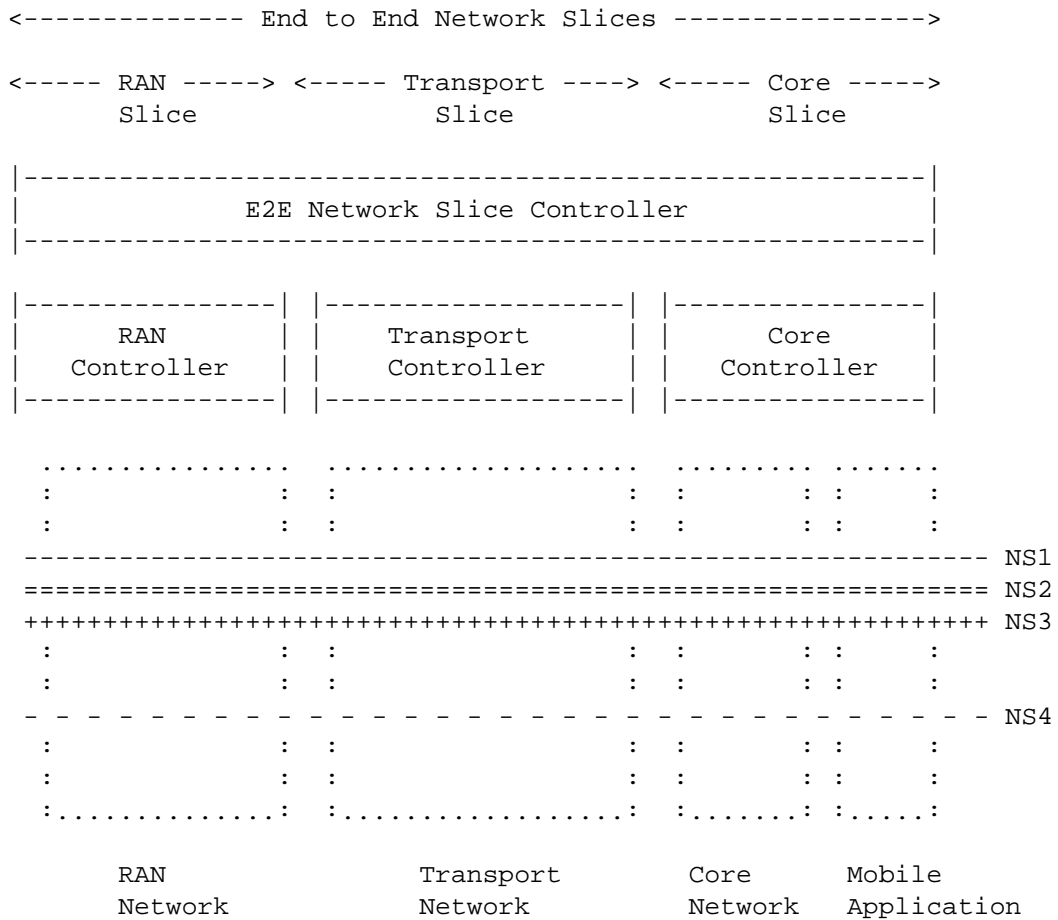 <-------------- End to End Network Slices ---------------->
<----- RAN -----> <----- Transport ----> <----- Core ----->
Slice Slice Slice
E2E Network Slice Controller
RAN Transport Core
Controller Controller Controller
NS1
NS2
NS3
NS4
RAN Transport Core Mobile
Network Network Network Application